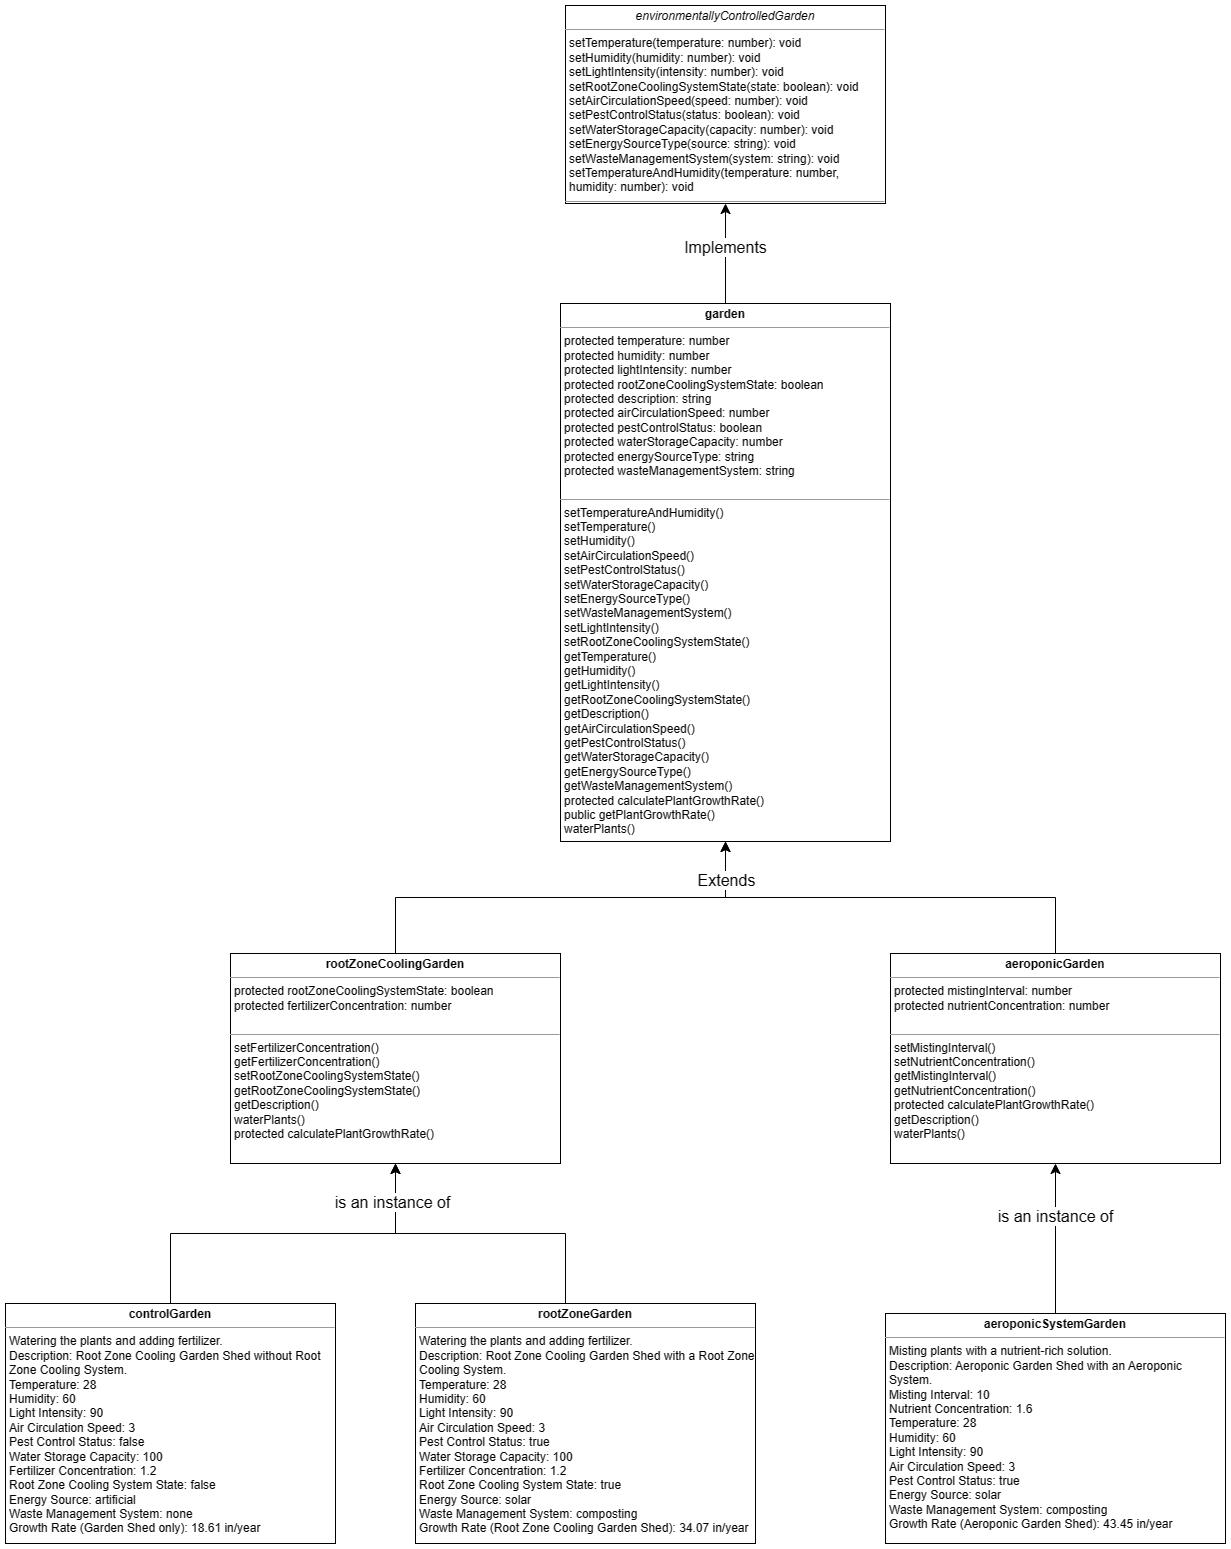 environmentallyControlledGarden
setTemperature(temperature: number): void
setHumidity(humidity: number): void
setLightIntensity(intensity: number): void
setRootZoneCoolingSystemState(state: boolean): void
setAirCirculationSpeed(speed: number): void
setPestControlStatus(status: boolean): void
setWaterStorageCapacity(capacity: number): void
setEnergySourceType(source: string): void
setWasteManagementSystem(system: string): void
setTemperatureAndHumidity(temperature: number,
humidity: number): void
Implements
garden
protected temperature: number
protected humidity: number
protected lightIntensity: number
protected rootZoneCoolingSystemState: boolean
protected description: string
protected airCirculationSpeed: number
protected pestControlStatus: boolean
protected waterStorageCapacity: number
protected energySourceType: string
protected wasteManagementSystem: string
setTemperatureAndHumidity()
setTemperature()
setHumidity()
setAirCirculationSpeed()
setPestControlStatus()
setWaterStorageCapacity()
setEnergySourceType()
setWasteManagementSystem()
setLightIntensity()
setRootZoneCoolingSystemState()
getTemperature()
getHumidity()
getLightIntensity()
getRootZoneCoolingSystemState()
getDescription()
getAirCirculationSpeed()
getPestControlStatus()
getWaterStorageCapacity()
getEnergySourceType()
getWasteManagementSystem()
protected calculatePlantGrowthRate()
public getPlantGrowthRate()
waterPlants()
Extends
rootZoneCoolingGarden
protected rootZoneCoolingSystemState: boolean
protected fertilizerConcentration: number
setFertilizerConcentration()
getFertilizerConcentration()
setRootZoneCoolingSystemState()
getRootZoneCoolingSystemState()
getDescription()
waterPlants()
protected calculatePlantGrowthRate()
aeroponicGarden
protected mistingInterval: number
protected nutrientConcentration: number
setMistingInterval()
setNutrientConcentration()
getMistingInterval()
getNutrientConcentration()
protected calculatePlantGrowthRate()
getDescription()
waterPlants()
is an instance of
is an instance of
controlGarden
Watering the plants and adding fertilizer.
Description: Root Zone Cooling Garden Shed without Root
Zone Cooling System.
Temperature: 28
Humidity: 60
Light Intensity: 90
Air Circulation Speed: 3
Pest Control Status: false
Water Storage Capacity: 100
Fertilizer Concentration: 1.2
Root Zone Cooling System State: false
Energy Source: artificial
Waste Management System: none
Growth Rate (Garden Shed only): 18.61 in/year
rootZoneGarden
Watering the plants and adding fertilizer.
Description: Root Zone Cooling Garden Shed with a Root Zone
Cooling System.
Temperature: 28
Humidity: 60
Light Intensity: 90
Air Circulation Speed: 3
Pest Control Status: true
Water Storage Capacity: 100
Fertilizer Concentration: 1.2
Root Zone Cooling System State: true
Energy Source: solar
Waste Management System: composting
Growth Rate (Root Zone Cooling Garden Shed): 34.07 in/year
aeroponicSystemGarden
Misting plants with a nutrient-rich solution.
Description: Aeroponic Garden Shed with an Aeroponic
System.
Misting Interval: 10
Nutrient Concentration: 1.6
Temperature: 28
Humidity: 60
Light Intensity: 90
Air Circulation Speed: 3
Pest Control Status: true
Energy Source: solar
Waste Management System: composting
Growth Rate (Aeroponic Garden Shed): 43.45 in/year